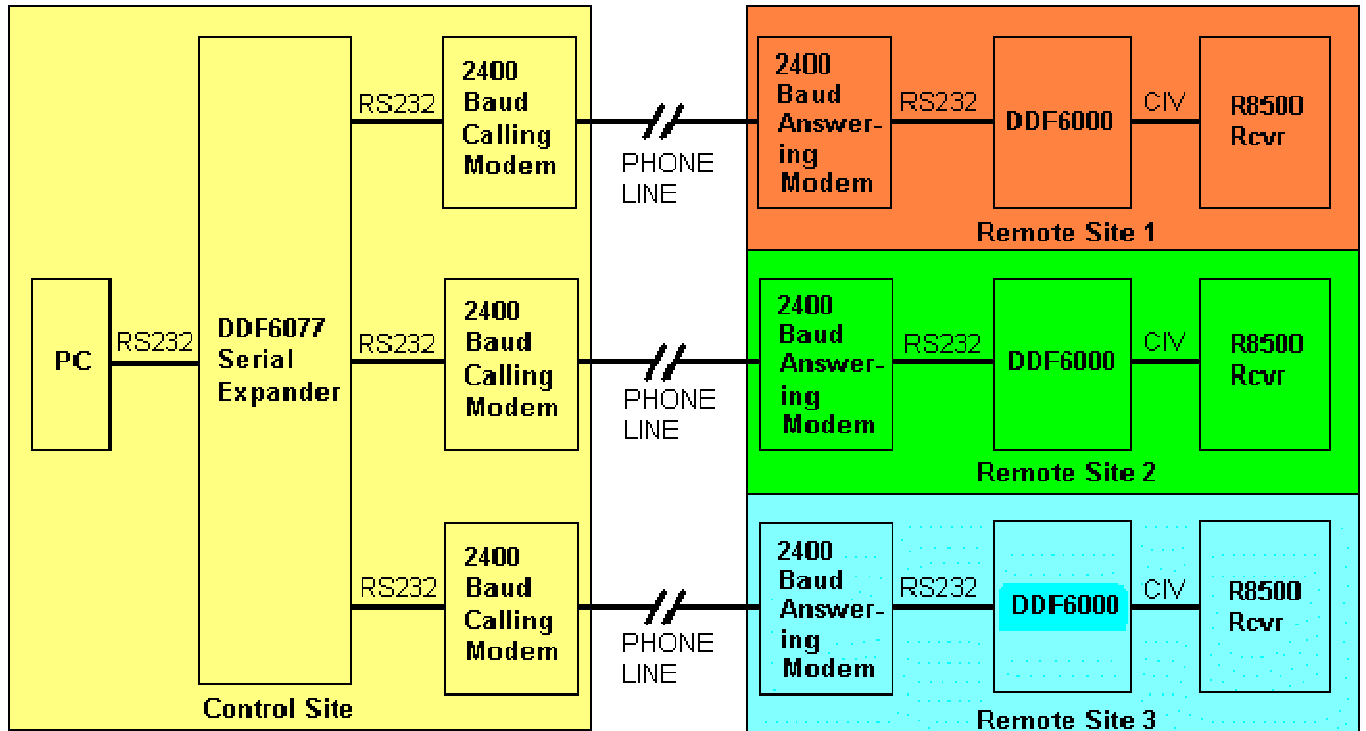 2400
Baud
Calling
Modem
RS232
PHONE
LINE
2400
Baud
Answer-
ing
Modem
RS232
DDF6000
CIV
R8500
Rcvr
Remote Site 1
PC
RS232
DDF6077
Serial
Expander
RS232
2400
Baud
Calling
Modem
PHONE
LINE
2400
Baud
Answer-
ing
Modem
RS232
DDF6000
CIV
R8500
Rcvr
Remote Site 2
RS232
2400
Baud
Calling
Modem
PHONE
LINE
2400
Baud
Answer-
ing
Modem
RS232
DDF6000
CIV
R8500
Rcvr
Control Site
Remote Site 3